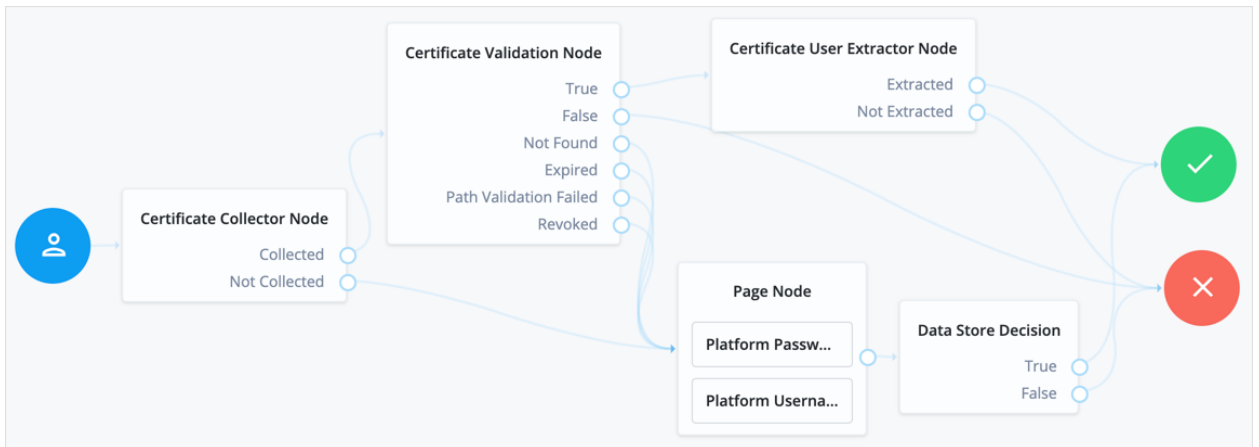 Certificate Collector Node
Collected
Not Collected
Certificate Validation Node
True
False
Not Found
Expired
Path Validation Failed
Revoked
Certificate User Extractor Node
Extracted
Not Extracted
Page Node
Platform Passw...
Platform Userna...
Data Store Decision
True
False